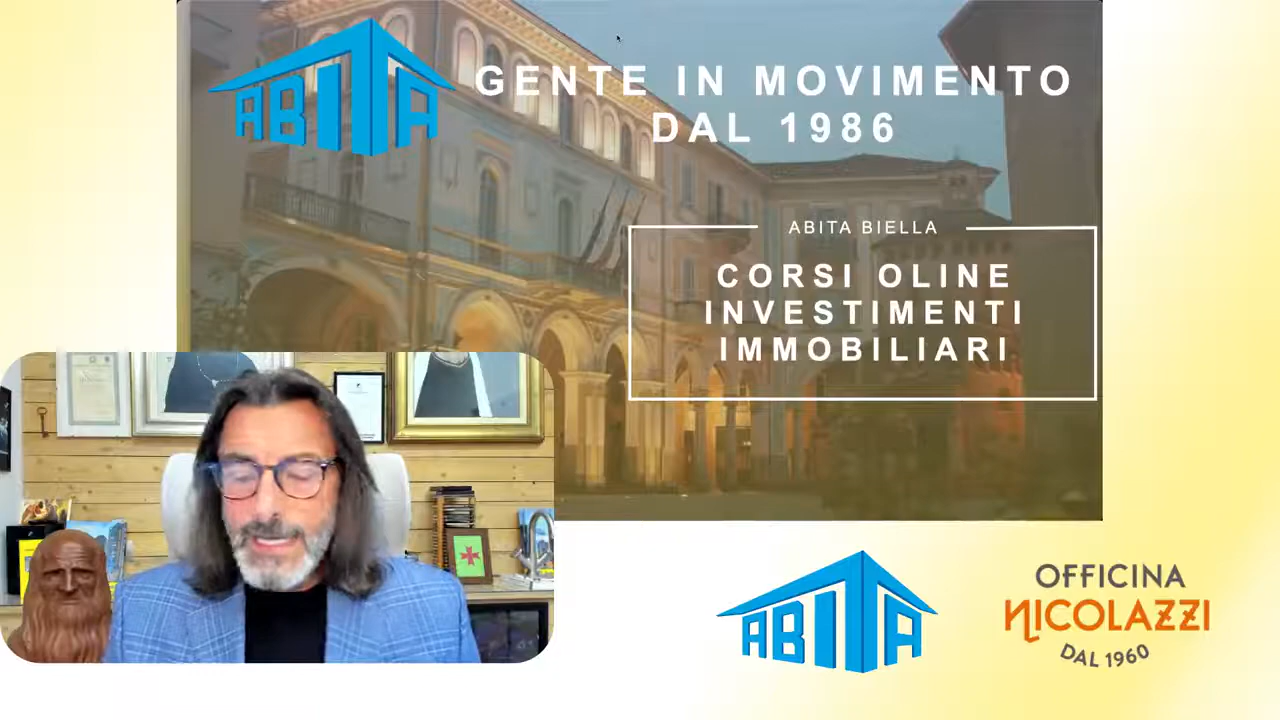 ABITA
GENTE IN MOVIMENTO
DAL 1986
ABITA BIELLA
CORSI OLINE
INVESTIMENTI
IMMOBILIARI
ABITA
OFFICINA
NICOLAZZI
DAL 1960